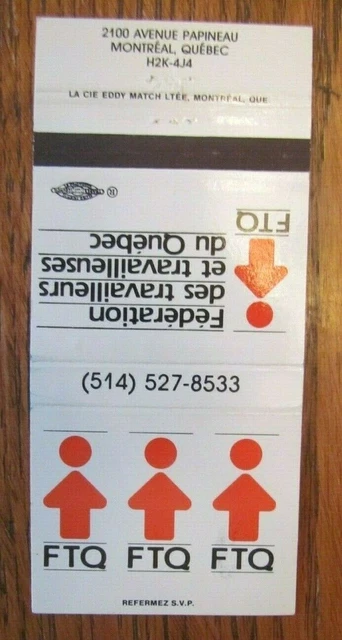 2100 AVENUE PAPINEAU
MONTRÉAL, QUÉBEC
H2K-4J4
LA CIE EDDY MATCH LTÉE, MONTRÉAL, QUE
FTQ
Fédération
des travailleurs
et travailleuses
du Québec
(514) 527-8533
FTQ FTQ FTQ
REFERMEZ S.V.P.